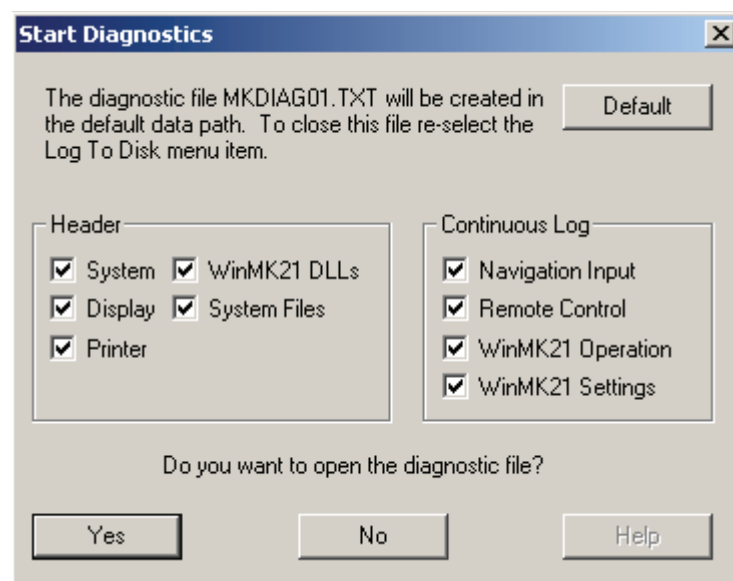 Start Diagnostics
The diagnostic file MKDIAG01.TXT will be created in
the default data path. To close this file re-select the
Log To Disk menu item.
Default
Header
System
WinMK21 DLLs
Display
System Files
Printer
Continuous Log
Navigation Input
Remote Control
WinMK21 Operation
WinMK21 Settings
Do you want to open the diagnostic file?
Yes
No
Help